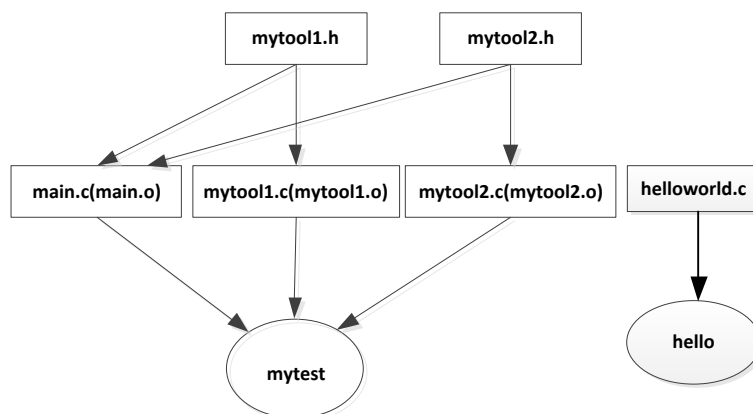 mytool1.h
mytool2.h
main.c(main.o)
mytool1.c(mytool1.o)
mytool2.c(mytool2.o)
helloworld.c
mytest
hello